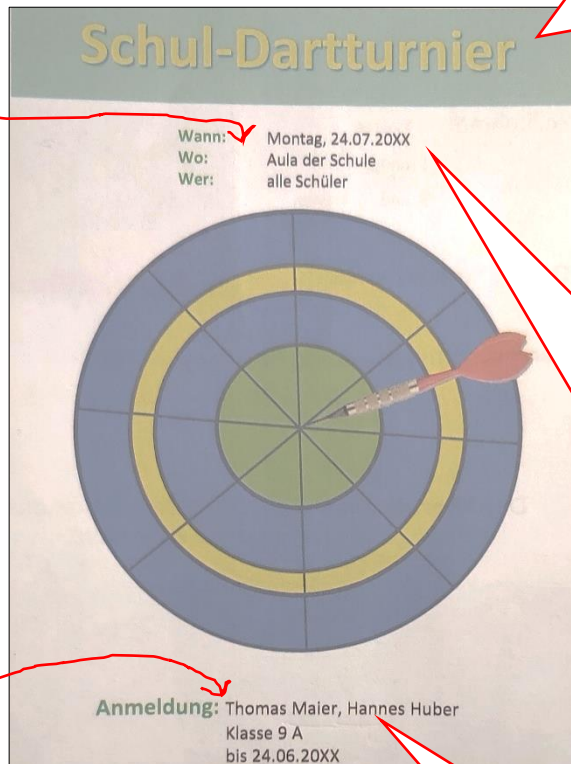 Schul-Dartturnier
Wann: Montag, 24.07.20XX
Wo: Aula der Schule
Wer: alle Schüler
Anmeldung: Thomas Maier, Hannes Huber
Klasse 9 A
bis 24.06.20XX